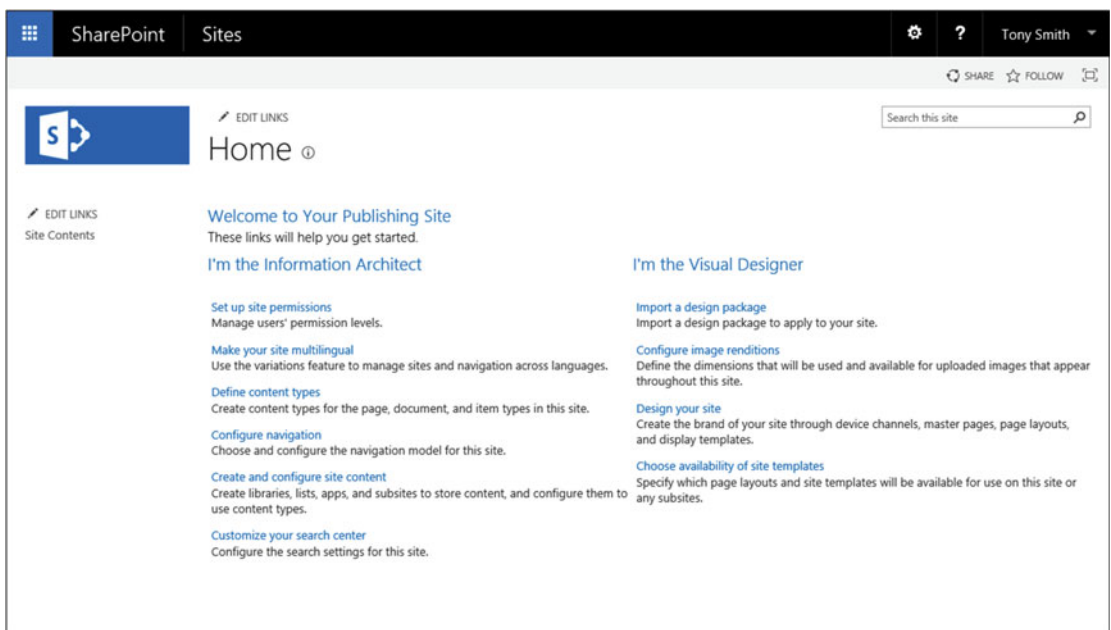 SharePoint Sites ? Tony Smith
SHARE FOLLOW
S
EDIT LINKS
Search this site
Home
EDIT LINKS
Site Contents
Welcome to Your Publishing Site
These links will help you get started.
I'm the Information Architect
Set up site permissions
Manage users' permission levels.
Make your site multilingual
Use the variations feature to manage sites and navigation across languages.
Define content types
Create content types for the page, document, and item types in this site.
Configure navigation
Choose and configure the navigation model for this site.
Create and configure site content
Create libraries, lists, apps, and subsites to store content, and configure them to
use content types.
Customize your search center
Configure the search settings for this site.
I'm the Visual Designer
Import a design package
Import a design package to apply to your site.
Configure image renditions
Define the dimensions that will be used and available for uploaded images that appear
throughout this site.
Design your site
Create the brand of your site through device channels, master pages, page layouts,
and display templates.
Choose availability of site templates
Specify which page layouts and site templates will be available for use on this site or
any subsites.